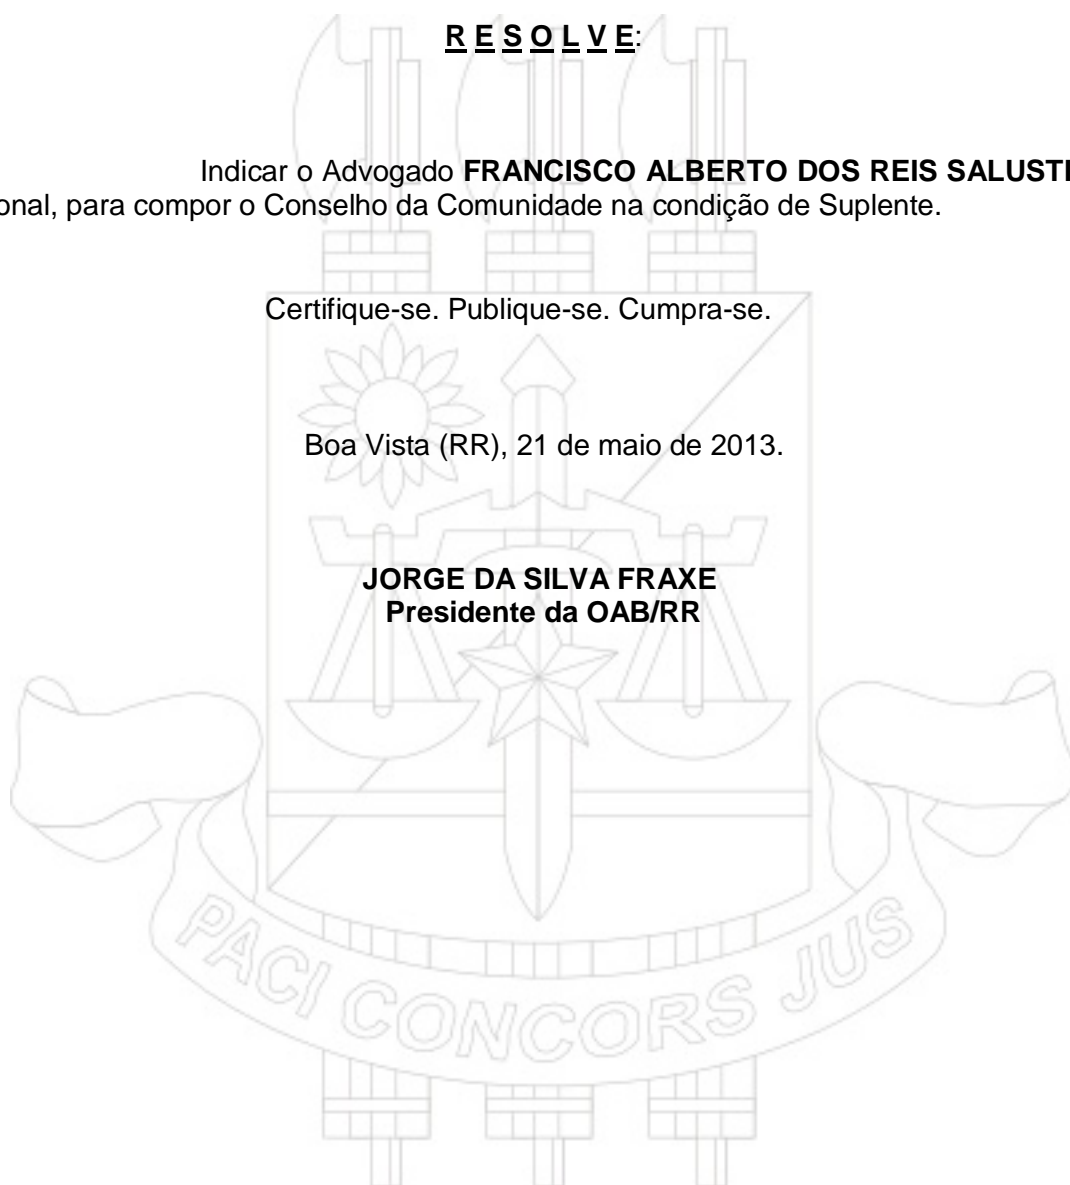 R E S O L V E:
Indicar o Advogado FRANCISCO ALBERTO DOS REIS SALUSTI
onal, para compor o Conselho da Comunidade na condição de Suplente.
Certifique-se. Publique-se. Cumpra-se.
Boa Vista (RR), 21 de maio de 2013.
JORGE DA SILVA FRAXE
Presidente da OAB/RR
PACI CONCORS JUS